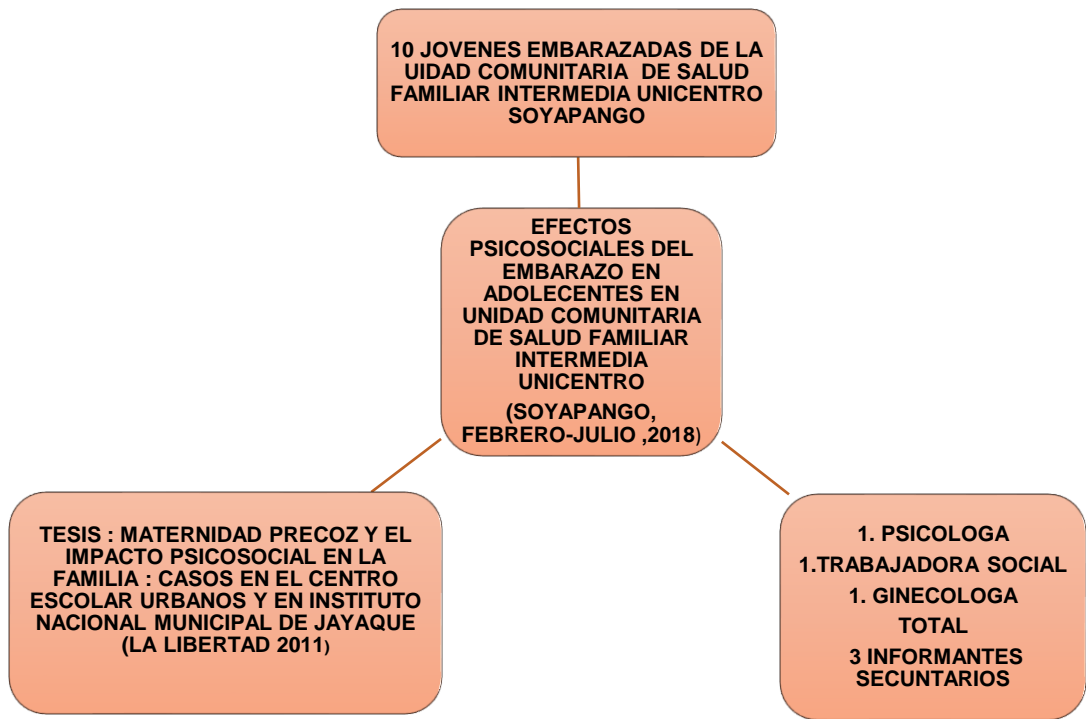 10 JOVENES EMBARAZADAS DE LA
UIDAD COMUNITARIA DE SALUD
FAMILIAR INTERMEDIA UNICENTRO
SOYAPANGO
EFECTOS
PSICOSOCIALES DEL
EMBARAZO EN
ADOLECENTES EN
UNIDAD COMUNITARIA
DE SALUD FAMILIAR
INTERMEDIA
UNICENTRO
(SOYAPANGO,
FEBRERO-JULIO ,2018)
TESIS : MATERNIDAD PRECOZ Y EL
IMPACTO PSICOSOCIAL EN LA
FAMILIA : CASOS EN EL CENTRO
ESCOLAR URBANOS Y EN INSTITUTO
NACIONAL MUNICIPAL DE JAYAQUE
(LA LIBERTAD 2011)
1. PSICOLOGA
1.TRABAJADORA SOCIAL
1. GINECOLOGA
TOTAL
3 INFORMANTES
SECUNTARIOS